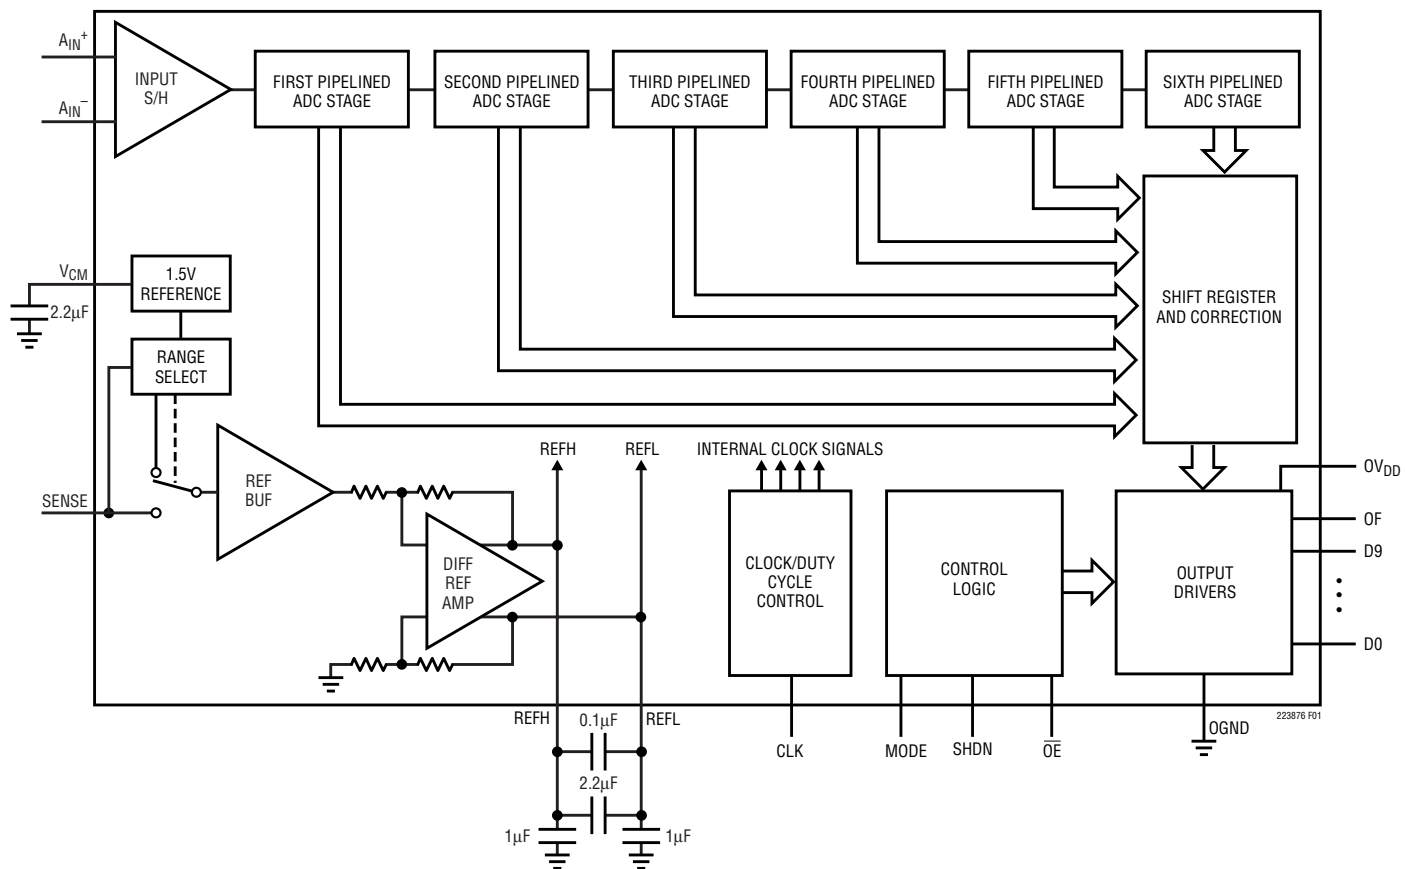 AIN+
AIN−
INPUT
S/H
FIRST PIPELINED
ADC STAGE
SECOND PIPELINED
ADC STAGE
THIRD PIPELINED
ADC STAGE
FOURTH PIPELINED
ADC STAGE
FIFTH PIPELINED
ADC STAGE
SIXTH PIPELINED
ADC STAGE
VCM
2.2µF
1.5V
REFERENCE
RANGE
SELECT
SHIFT REGISTER
AND CORRECTION
SENSE
REF
BUF
REFH
REFL
DIFF
REF
AMP
INTERNAL CLOCK SIGNALS
CLOCK/DUTY
CYCLE
CONTROL
CONTROL
LOGIC
OUTPUT
DRIVERS
OVDD
OF
D9
D0
REFH
0.1µF
REFL
2.2µF
1µF
1µF
CLK
MODE
SHDN
O̅E̅
OGND
223876 F01